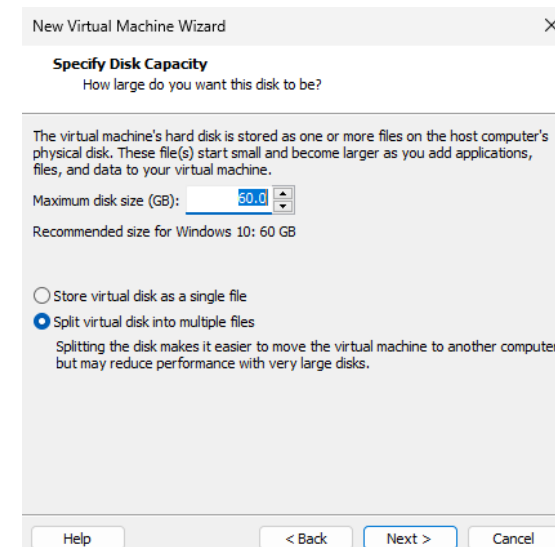 New Virtual Machine Wizard
Specify Disk Capacity
How large do you want this disk to be?
The virtual machine's hard disk is stored as one or more files on the host computer's
physical disk. These file(s) start small and become larger as you add applications,
files, and data to your virtual machine.
Maximum disk size (GB): 60.0
Recommended size for Windows 10: 60 GB
Store virtual disk as a single file
Split virtual disk into multiple files
Splitting the disk makes it easier to move the virtual machine to another computer
but may reduce performance with very large disks.
Help < Back Next > Cancel